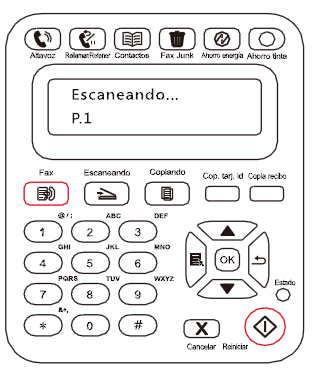 Altavoz Rellamar/Retener Contactos Fax Junk Ahorro energía Ahorro tinta
Escaneando...
P.1
Fax Escaneando Copiando Cop. tarj. id Copia recibo
@/: ABC DEF
1 2 3
GHI JKL MNO
4 5 6 OK
PQRS TUV WXYZ Estado
7 8 9
&+,
* 0 # X
Cancelar Reiniciar